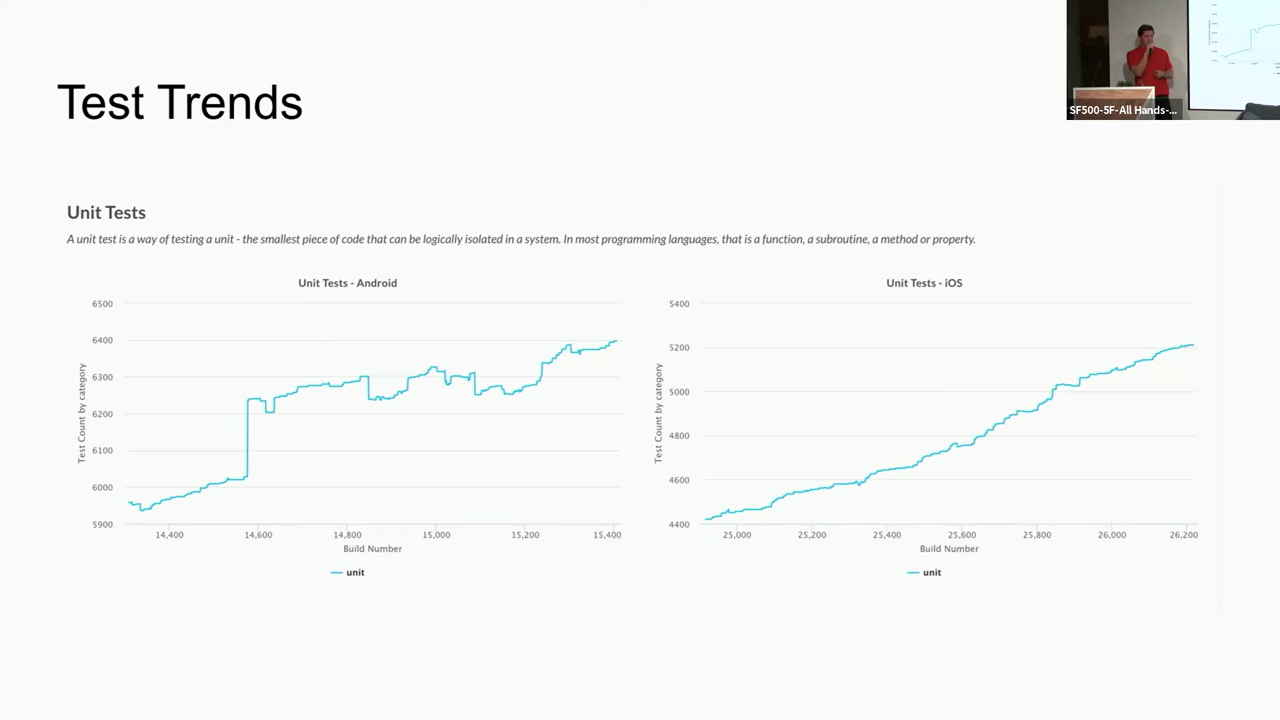 SF500-5F-All Hands-...
Test Trends
Unit Tests
A unit test is a way of testing a unit - the smallest piece of code that can be logically isolated in a system. In most programming languages, that is a function, a subroutine, a method or property.
Unit Tests - Android
6500
6400
6300
6200
6100
6000
5900
Test Count by category
14,400 14,600 14,800 15,000 15,200 15,400
Build Number
unit
Unit Tests - iOS
5400
5200
5000
4800
4600
4400
Test Count by category
25,000 25,200 25,400 25,600 25,800 26,000 26,200
Build Number
unit